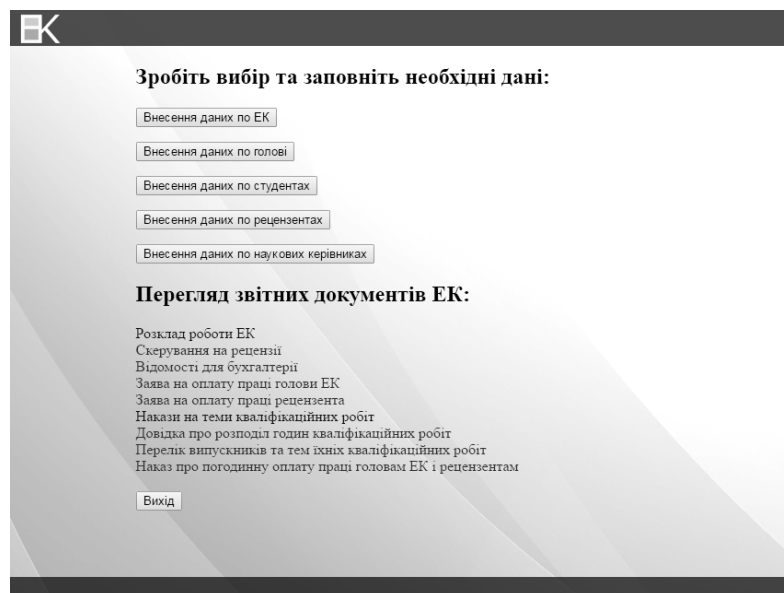 ЕК
Зробіть вибір та заповніть необхідні дані:
Внесення даних по ЕК
Внесення даних по голові
Внесення даних по студентах
Внесення даних по рецензентах
Внесення даних по наукових керівниках
Перегляд звітних документів ЕК:
Розклад роботи ЕК
Скерування на рецензії
Відомості для бухгалтерії
Заява на оплату праці голови ЕК
Заява на оплату праці рецензента
Накази на теми кваліфікаційних робіт
Довідка про розподіл годин кваліфікаційних робіт
Перелік випускників та тем їхніх кваліфікаційних робіт
Наказ про погодинну оплату праці головам ЕК і рецензентам
Вихід